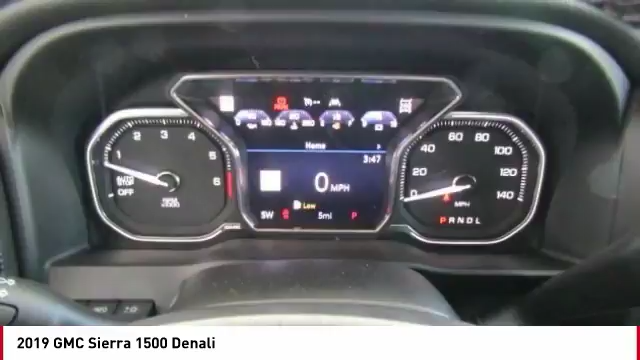 1 2 3 4 5 6
AUTO STOP
OFF
RPM x1000
Home
3:47
0 MPH
Low
SW 5mi P
0 20 40 60 80 100 120 140
MPH
P R N D L
2019 GMC Sierra 1500 Denali